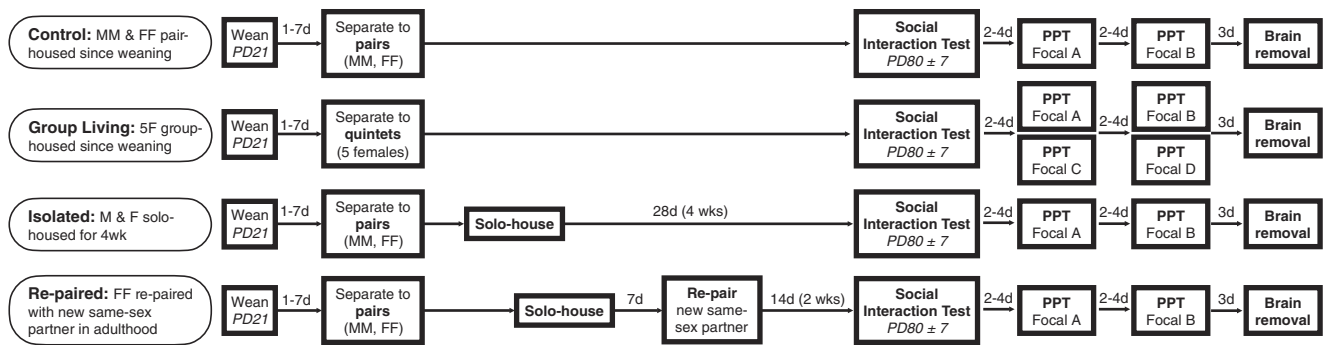 Control: MM & FF pair-
housed since weaning
Wean
PD21
1-7d
Separate to
pairs
(MM, FF)
Social
Interaction Test
PD80 ± 7
2-4d
PPT
Focal A
2-4d
PPT
Focal B
3d
Brain
removal
Group Living: 5F group-
housed since weaning
Wean
PD21
1-7d
Separate to
quintets
(5 females)
Social
Interaction Test
PD80 ± 7
2-4d
PPT
Focal A
PPT
Focal C
2-4d
PPT
Focal B
PPT
Focal D
3d
Brain
removal
Isolated: M & F solo-
housed for 4wk
Wean
PD21
1-7d
Separate to
pairs
(MM, FF)
Solo-house
28d (4 wks)
Social
Interaction Test
PD80 ± 7
2-4d
PPT
Focal A
2-4d
PPT
Focal B
3d
Brain
removal
Re-paired: FF re-paired
with new same-sex
partner in adulthood
Wean
PD21
1-7d
Separate to
pairs
(MM, FF)
Solo-house
7d
Re-pair
new same-
sex partner
14d (2 wks)
Social
Interaction Test
PD80 ± 7
2-4d
PPT
Focal A
2-4d
PPT
Focal B
3d
Brain
removal